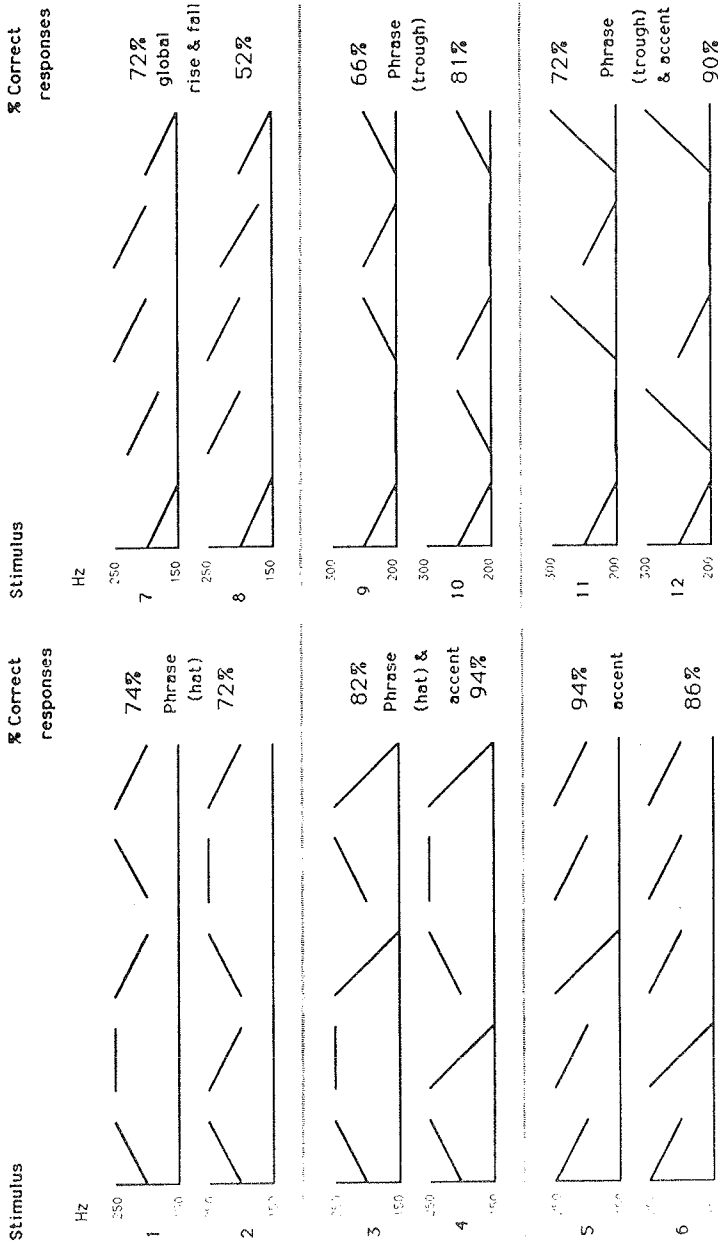 Stimulus
% Correct
responses
Hz
250
1
74%
Phrase
(hat)
2
72%
3
150
82%
Phrase
(hat) &
accent
250
4
150
94%
5
94%
accent
6
86%
Stimulus
% Correct
responses
Hz
250
7
150
72%
global
rise & fall
250
8
150
52%
300
9
200
66%
Phrase
(trough)
300
10
200
81%
300
11
200
72%
Phrase
(trough)
& accent
300
12
200
90%